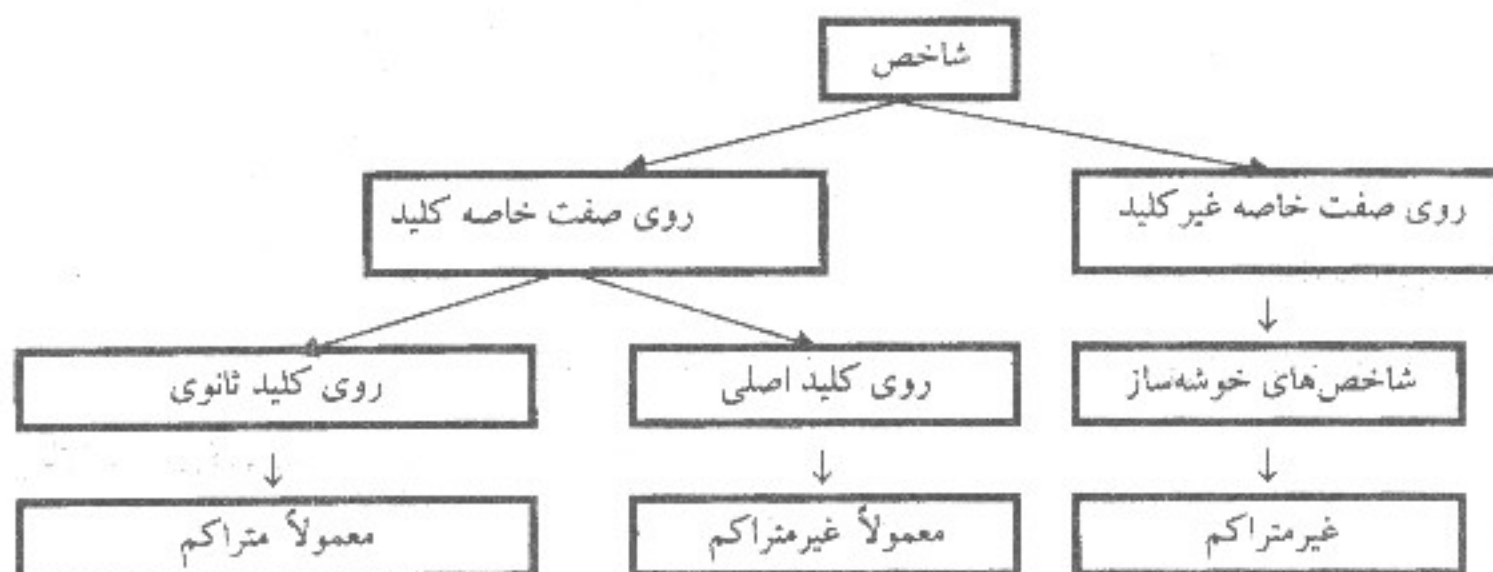 شاخص
روی صفت خاصه غیرکلید
روی صفت خاصه کلید
شاخص‌های خوشه‌ساز
روی کلید اصلی
روی کلید ثانوی
غیرمتراکم
معمولاً غیرمتراکم
معمولاً متراکم